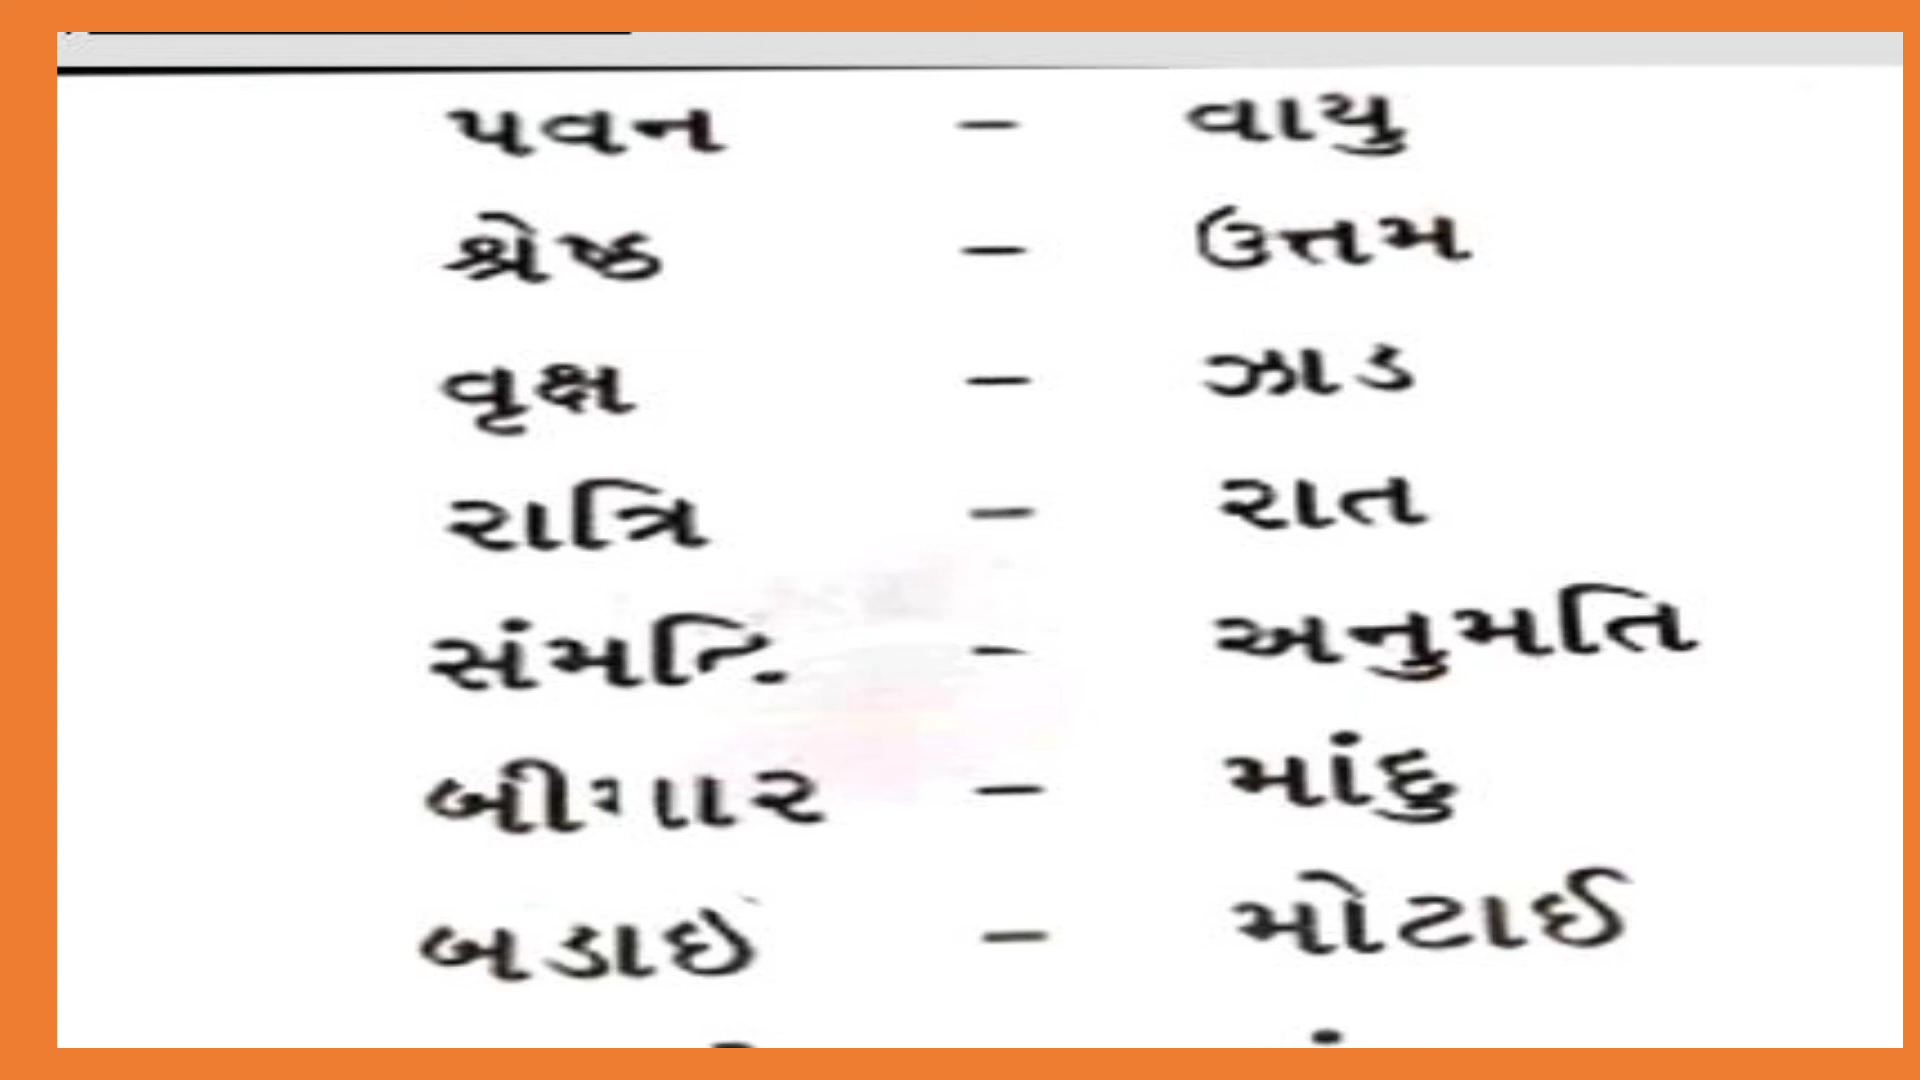 પવન – વાયુ
શ્રેષ્ઠ – ઉત્તમ
વૃક્ષ – ઝાડ
રાત્રિ – રાત
સંમતિ – અનુમતિ
બીમાર – માંદુ
બડાઇ – મોટાઈ